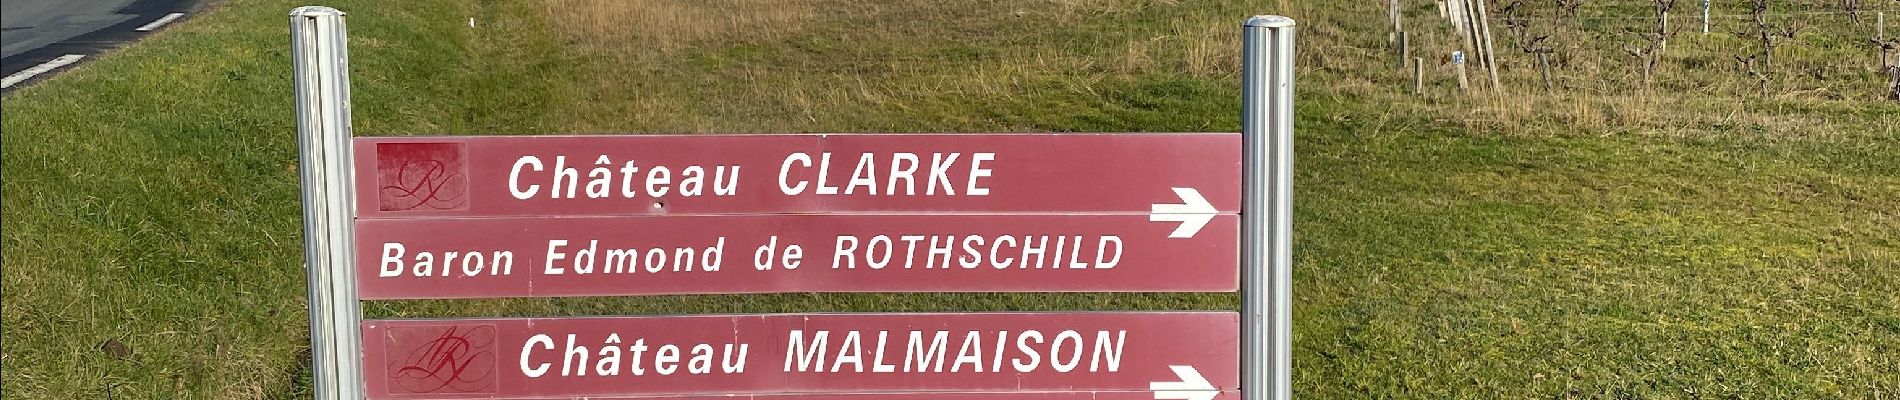 Château CLARKE
Baron Edmond de ROTHSCHILD
Château MALMAISON